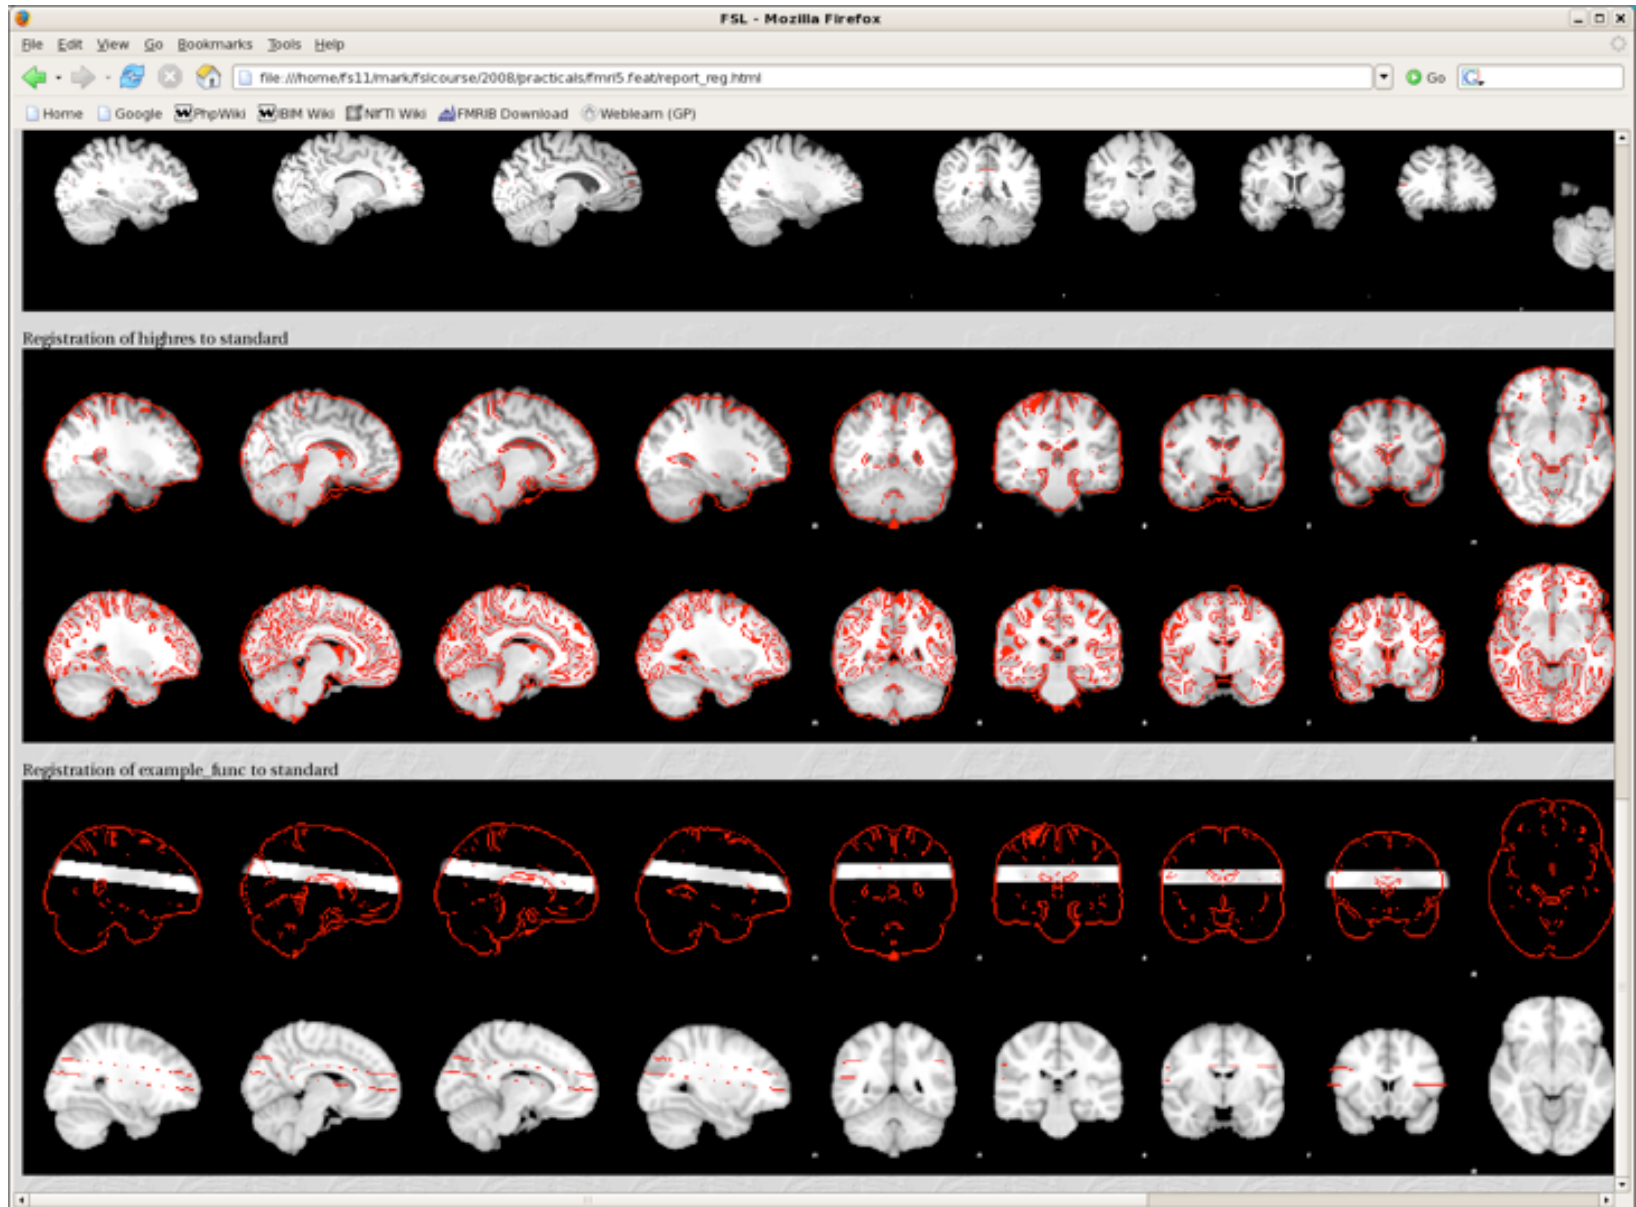 FSL - Mozilla Firefox
File Edit View Go Bookmarks Tools Help
file:///home/fs11/mark/fslcourse/2008/practicals/fmri5.feat/report_reg.html
Go
Home Google PhpWiki IBIM Wiki NIfTI Wiki FMRIB Download Weblearn (GP)
Registration of highres to standard
Registration of example_func to standard